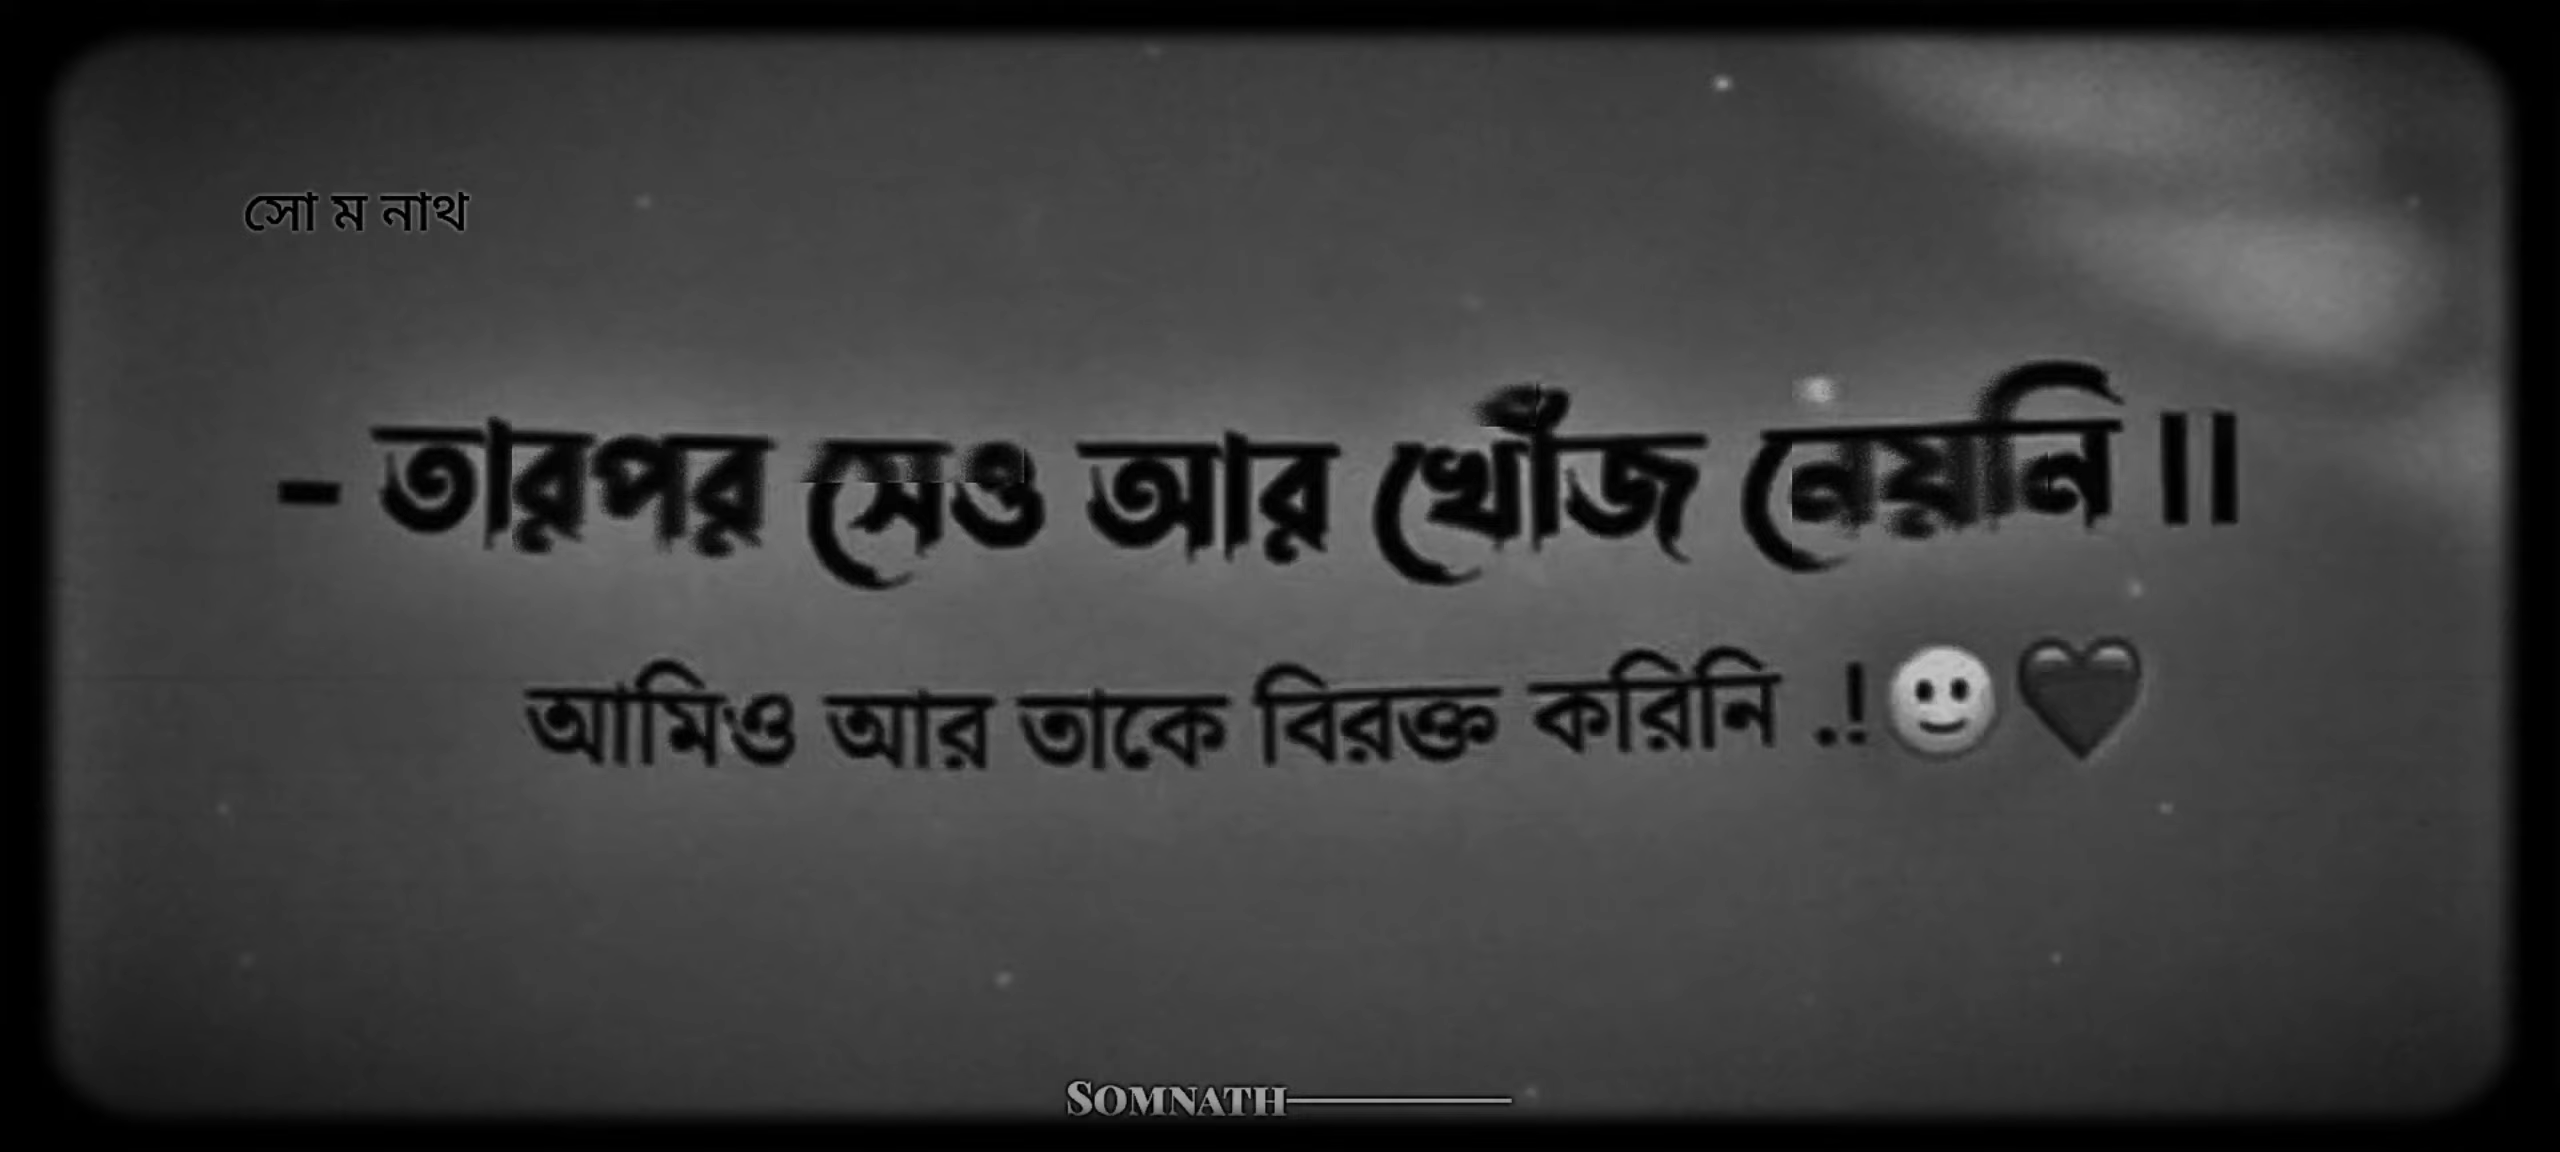 সো ম নাথ
- তারপর সেও আর খোঁজ নেয়নি ॥
আমিও আর তাকে বিরক্ত করিনি .!🙂🖤
SOMNATH